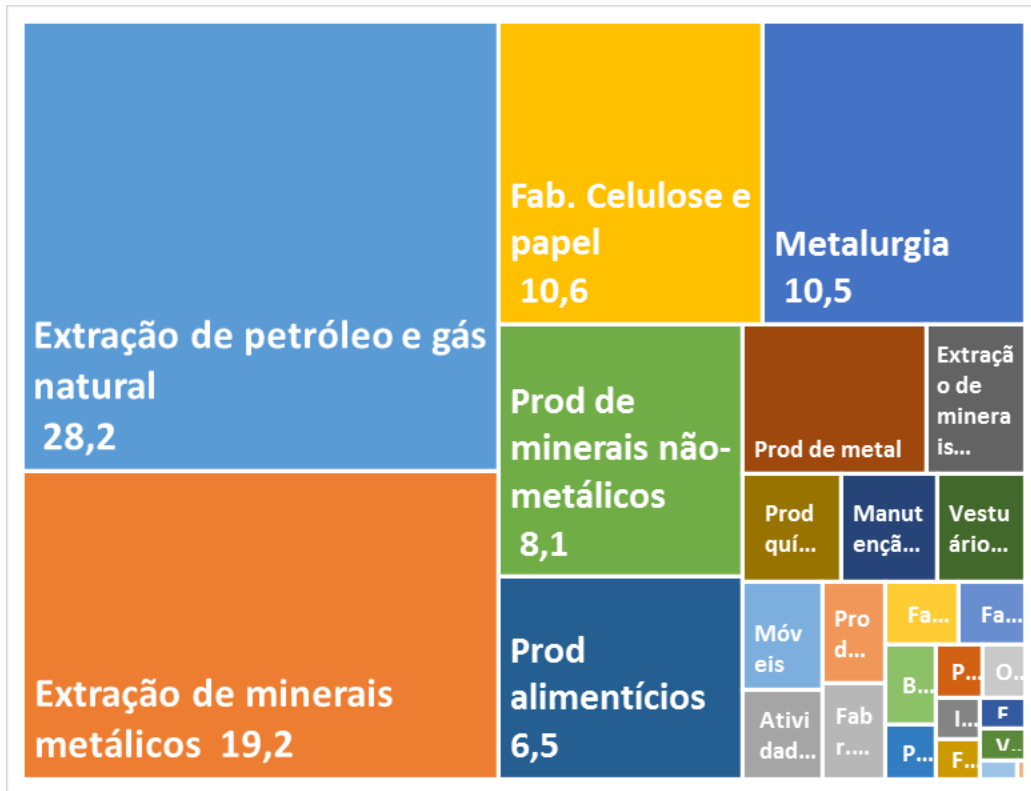 Extração de petróleo e gás
natural
28,2
Extração de minerais
metálicos 19,2
Fab. Celulose e
papel
10,6
Metalurgia
10,5
Prod de
minerais não-
metálicos
8,1
Prod
alimentícios
6,5
Prod de metal
Extraçã
o de
minera
is...
Prod
quí...
Manut
ençã...
Vestu
ário...
Móv
eis
Pro
d...
Fa...
Fa...
Ativi
dad...
Fab
r....
B...
P...
P...
O...
I...
F...
E
V...